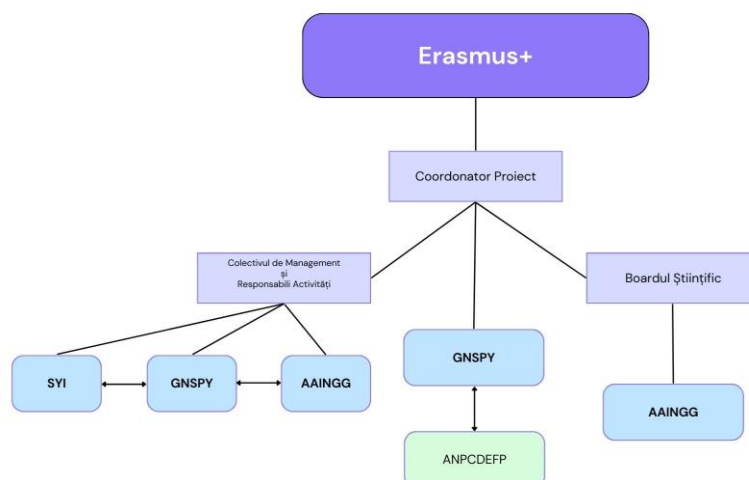 Erasmus+
Coordonator Proiect
Colectivul de Management
și
Responsabili Activități
Boardul Științific
SYI
GNSPY
AAINGG
GNSPY
AAINGG
ANPCDEFP